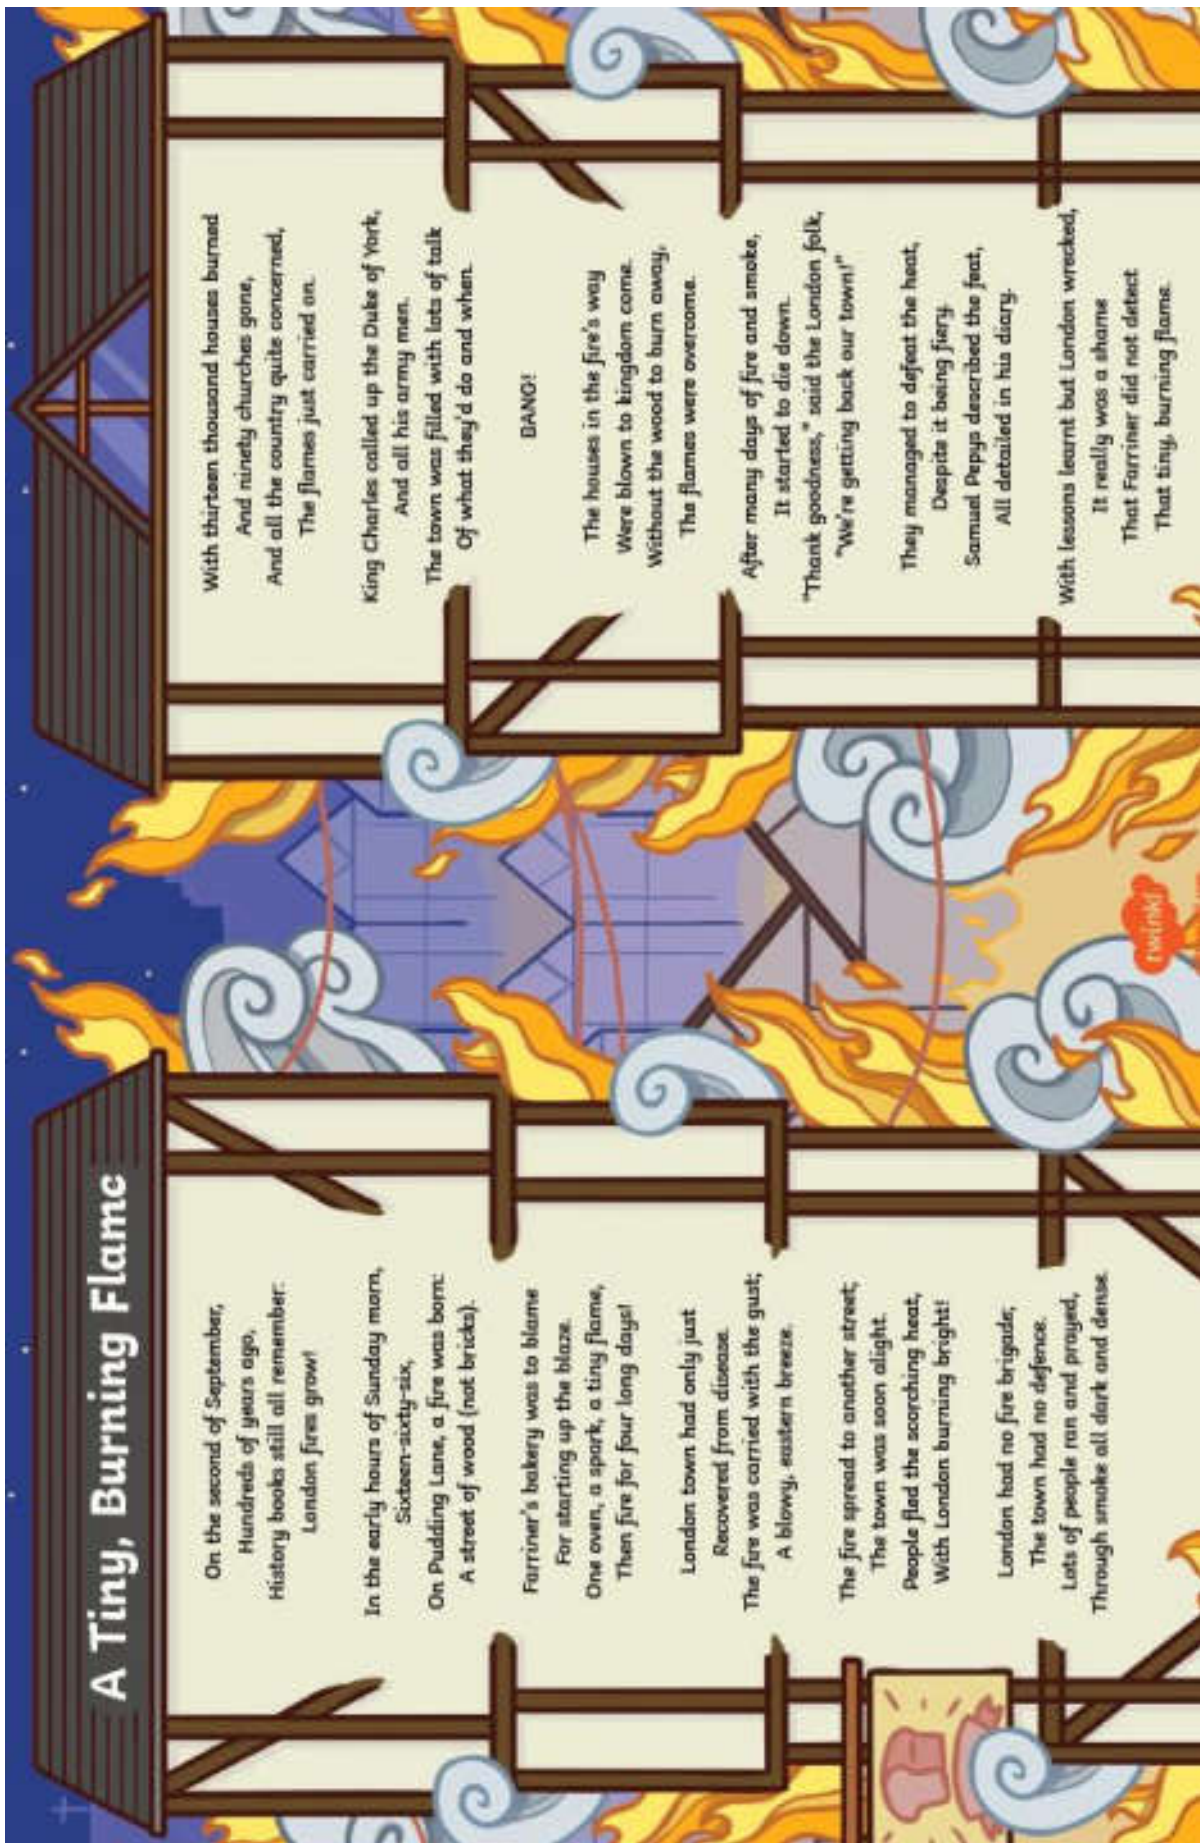 A Tiny, Burning Flame
On the second of September,
Hundreds of years ago,
History books still all remember:
London fires grow!
In the early hours of Sunday morn,
Sixteen-sixty-six,
On Pudding Lane, a fire was born:
A street of wood (not bricks).
Farriner's bakery was to blame
For starting up the blaze.
One oven, a spark, a tiny flame,
Then fire for four long days!
London town had only just
Recovered from disease.
The fire was carried with the gust;
A blowy, eastern breeze.
The fire spread to another street;
The town was soon alight.
People fled the scorching heat,
With London burning bright!
London had no fire brigade;
The town had no defence.
Lots of people ran and prayed,
Through smoke all dark and dense.
With thirteen thousand houses burned
And ninety churches gone,
And all the country quite concerned,
The flames just carried on.
King Charles called up the Duke of York,
And all his army men.
The town was filled with lots of talk
Of what they'd do and when.
BANG!
The houses in the fire's way
Were blown to kingdom come.
Without the wood to burn away,
The flames were overcome.
After many days of fire and smoke,
It started to die down.
"Thank goodness," said the London folk,
"We're getting back our town!"
They managed to defeat the heat,
Despite it being fiery.
Samuel Pepys described the feat,
All detailed in his diary.
With lessons learnt but London wrecked,
It really was a shame
That Farriner did not detect
That tiny, burning flame.
twinkl